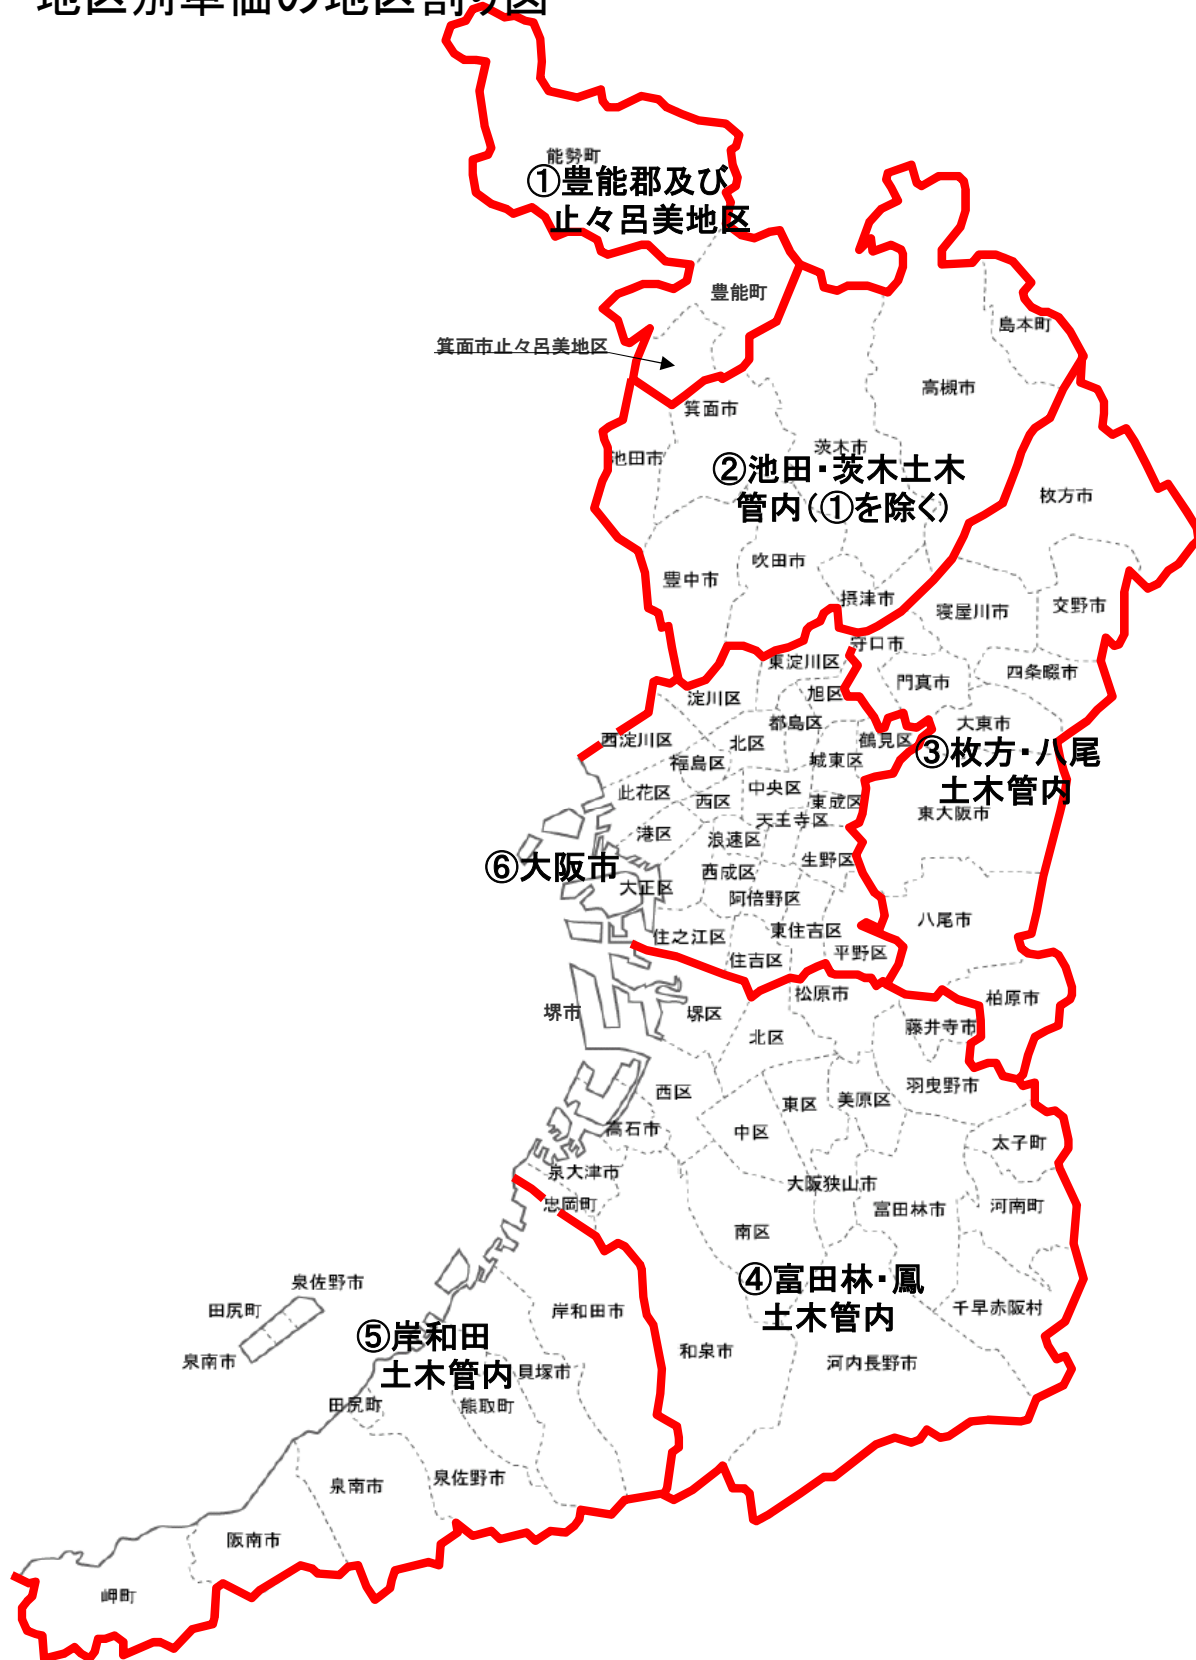 地区別単価の地区割り図
能勢町
①豊能郡及び
止々呂美地区
豊能町
島本町
箕面市止々呂美地区
高槻市
箕面市
茨木市
池田市
②池田・茨木土木
管内(①を除く)
枚方市
吹田市
豊中市
摂津市
寝屋川市
交野市
守口市
東淀川区
四条畷市
門真市
旭区
淀川区
都島区
大東市
西淀川区
北区
鶴見区
③枚方・八尾
土木管内
福島区
城東区
此花区
中央区
西区
東成区
東大阪市
天王寺区
港区
浪速区
生野区
⑥大阪市
西成区
大正区
阿倍野区
八尾市
東住吉区
住之江区
平野区
住吉区
松原市
柏原市
堺市
堺区
藤井寺市
北区
羽曳野市
西区
東区
美原区
高石市
中区
太子町
泉大津市
大阪狭山市
忠岡町
富田林市
河南町
南区
④富田林・鳳
土木管内
泉佐野市
田尻町
岸和田市
千早赤阪村
⑤岸和田
土木管内
泉南市
和泉市
河内長野市
貝塚市
田尻町
熊取町
泉佐野市
泉南市
阪南市
岬町